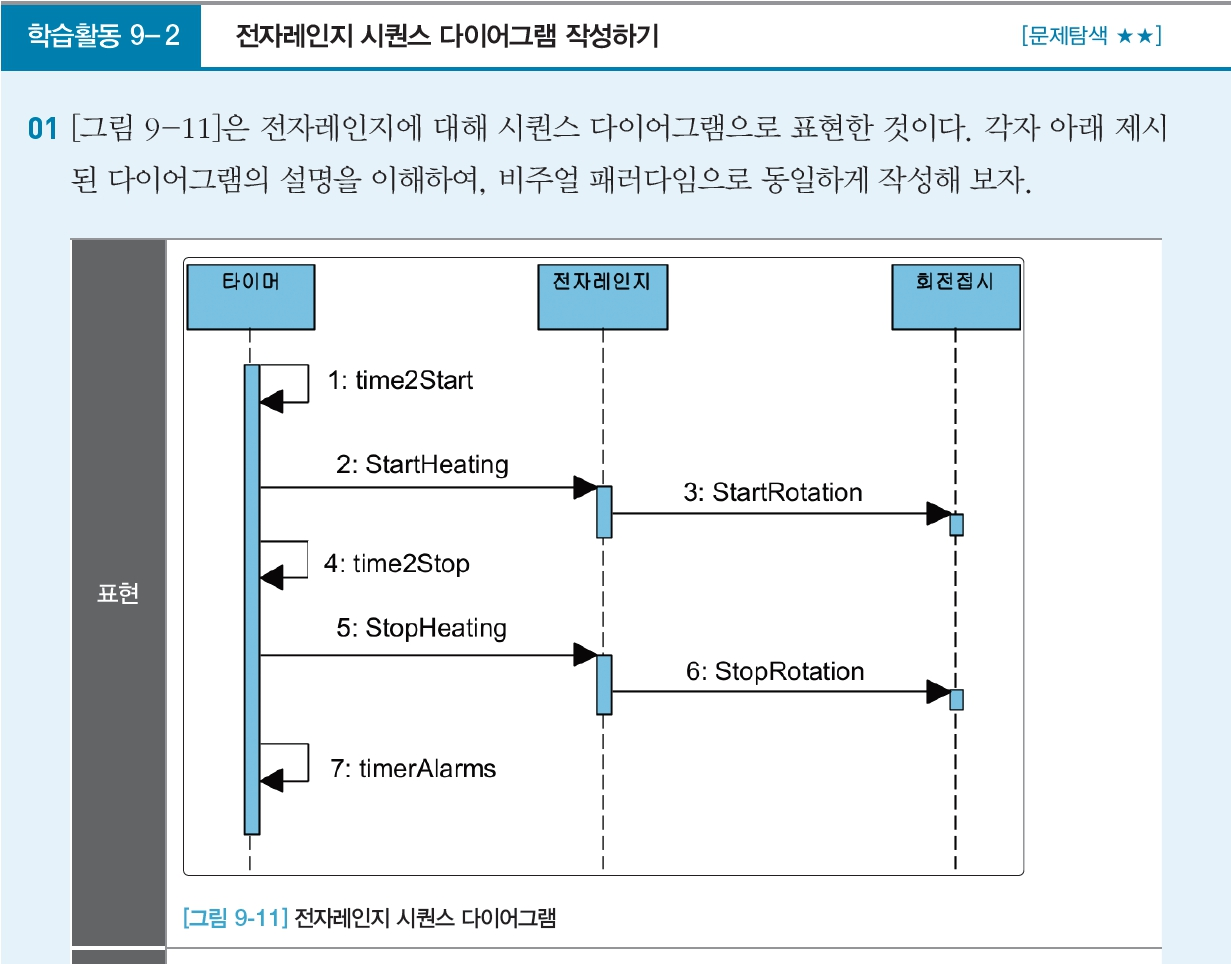 학습활동 9-2 전자레인지 시퀀스 다이어그램 작성하기 [문제탐색 ★★]
01 [그림 9-11]은 전자레인지에 대해 시퀀스 다이어그램으로 표현한 것이다. 각자 아래 제시
된 다이어그램의 설명을 이해하여, 비주얼 패러다임으로 동일하게 작성해 보자.
타이머 전자레인지 회전접시
1: time2Start
2: StartHeating
3: StartRotation
4: time2Stop
표현
5: StopHeating
6: StopRotation
7: timerAlarms
[그림 9-11] 전자레인지 시퀀스 다이어그램